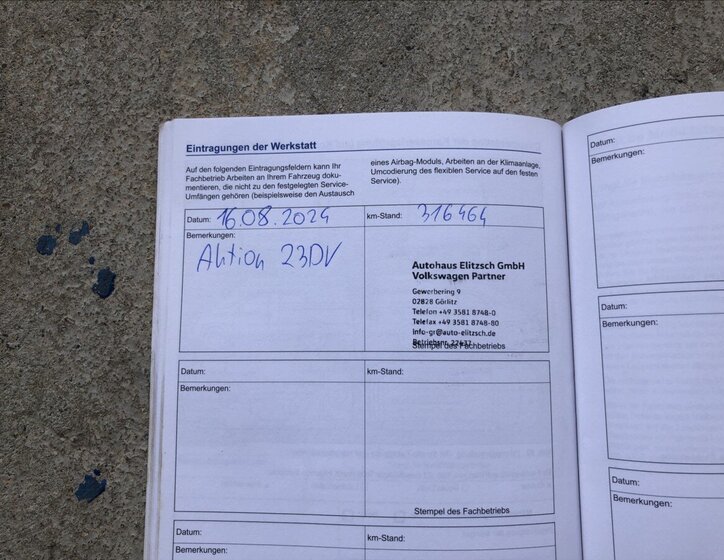 Eintragungen der Werkstatt
Auf den folgenden Eintragungsfeldern kann Ihr
Fachbetrieb Arbeiten an Ihrem Fahrzeug doku-
mentieren, die nicht zu den festgelegten Service-
Umfängen gehören (beispielsweise den Austausch
eines Airbag-Moduls, Arbeiten an der Klimaanlage,
Umcodierung des flexiblen Service auf den festen
Service).
Datum: 16.08.2024
km-Stand: 316464
Bemerkungen:
Aktion 23DV
Autohaus Elitzsch GmbH
Volkswagen Partner
Gewerbering 9
02828 Görlitz
Telefon +49 3581 8748-0
Telefax +49 3581 8748-80
info-gr@auto-elitzsch.de
Betriebsnr.
Stempel des Fachbetriebs
Datum:
km-Stand:
Bemerkungen:
Stempel des Fachbetriebs
Datum:
km-Stand:
Bemerkungen:
Datum:
Bemerkungen:
Datum:
Bemerkungen:
Datum:
Bemerkungen: